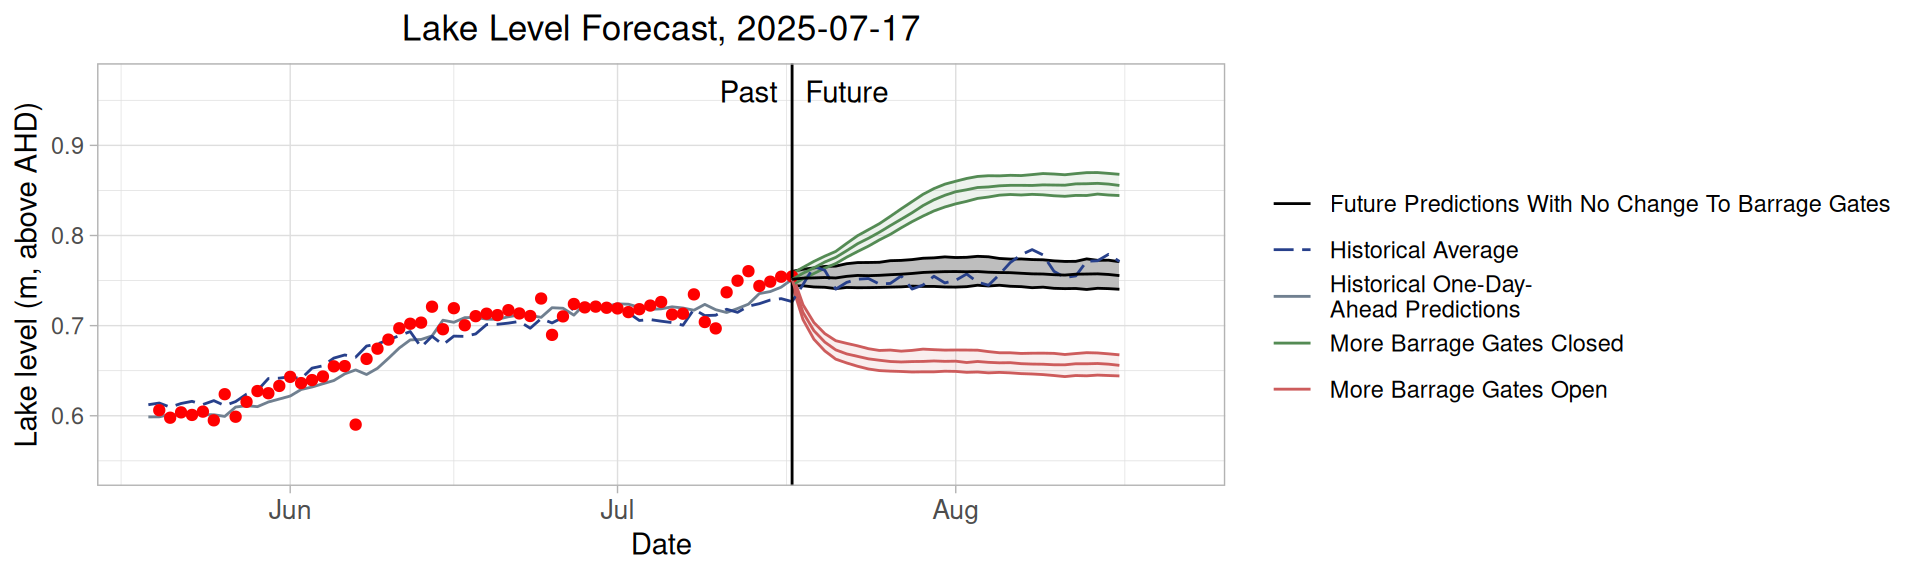 Lake Level Forecast, 2025-07-17
Past
Future
Lake level (m, above AHD)
0.9
0.8
0.7
0.6
Jun
Jul
Aug
Date
Future Predictions With No Change To Barrage Gates
Historical Average
Historical One-Day-
Ahead Predictions
More Barrage Gates Closed
More Barrage Gates Open